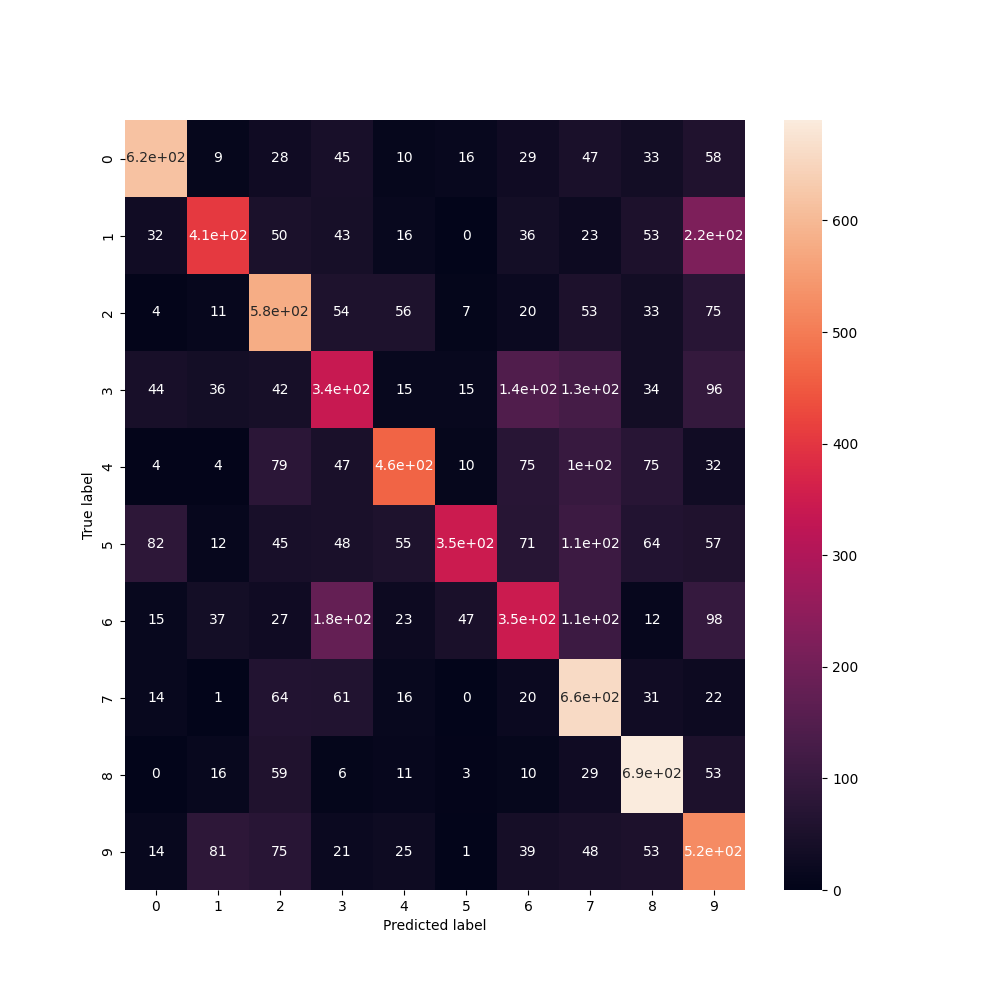 0 6.2e+02 9 28 45 10 16 29 47 33 58
1 32 4.1e+02 50 43 16 0 36 23 53 2.2e+02
2 4 11 5.8e+02 54 56 7 20 53 33 75
3 44 36 42 3.4e+02 15 15 1.4e+02 1.3e+02 34 96
4 4 4 79 47 4.6e+02 10 75 1e+02 75 32
5 82 12 45 48 55 3.5e+02 71 1.1e+02 64 57
6 15 37 27 1.8e+02 23 47 3.5e+02 1.1e+02 12 98
7 14 1 64 61 16 0 20 6.6e+02 31 22
8 0 16 59 6 11 3 10 29 6.9e+02 53
9 14 81 75 21 25 1 39 48 53 5.2e+02
0 1 2 3 4 5 6 7 8 9
Predicted label
True label
600
500
400
300
200
100
0